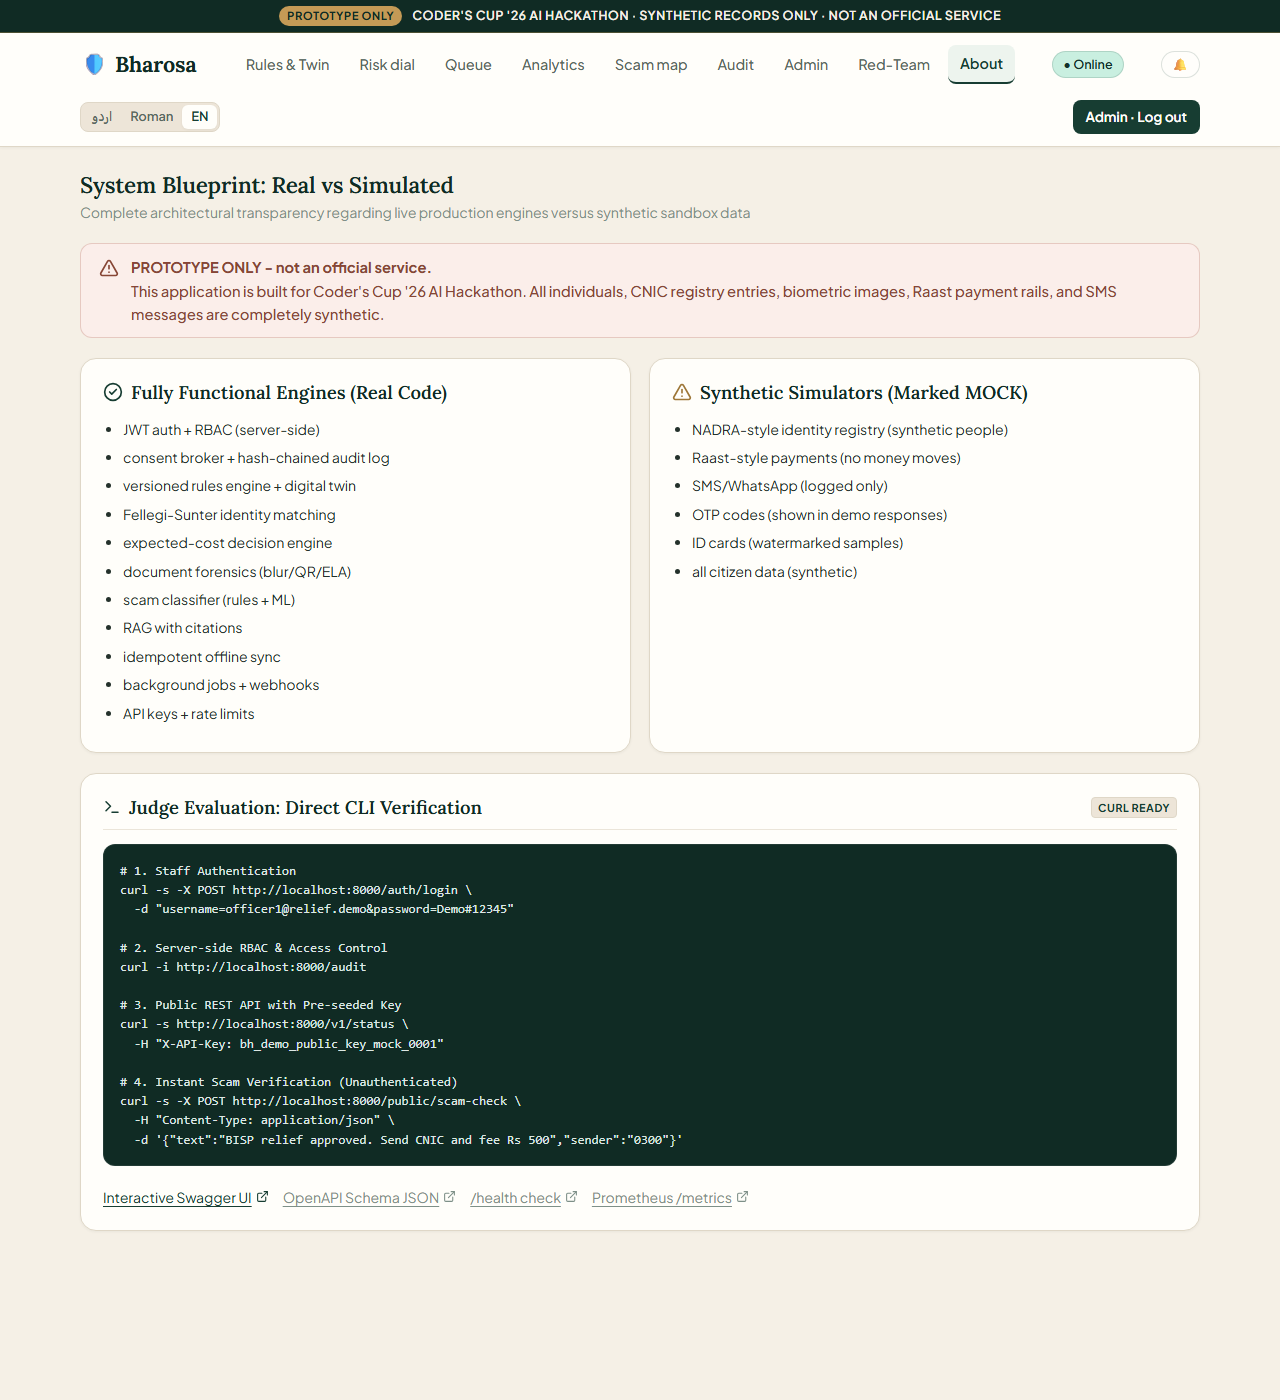 PROTOTYPE ONLY CODER'S CUP '26 AI HACKATHON · SYNTHETIC RECORDS ONLY · NOT AN OFFICIAL SERVICE
Bharosa Rules & Twin Risk dial Queue Analytics Scam map Audit Admin Red-Team About ● Online
اردو Roman EN Admin · Log out
System Blueprint: Real vs Simulated
Complete architectural transparency regarding live production engines versus synthetic sandbox data
PROTOTYPE ONLY - not an official service.
This application is built for Coder's Cup '26 AI Hackathon. All individuals, CNIC registry entries, biometric images, Raast payment rails, and SMS
messages are completely synthetic.
Fully Functional Engines (Real Code)
• JWT auth + RBAC (server-side)
• consent broker + hash-chained audit log
• versioned rules engine + digital twin
• Fellegi-Sunter identity matching
• expected-cost decision engine
• document forensics (blur/QR/ELA)
• scam classifier (rules + ML)
• RAG with citations
• idempotent offline sync
• background jobs + webhooks
• API keys + rate limits
Synthetic Simulators (Marked MOCK)
• NADRA-style identity registry (synthetic people)
• Raast-style payments (no money moves)
• SMS/WhatsApp (logged only)
• OTP codes (shown in demo responses)
• ID cards (watermarked samples)
• all citizen data (synthetic)
Judge Evaluation: Direct CLI Verification CURL READY
# 1. Staff Authentication
curl -s -X POST http://localhost:8000/auth/login \
  -d "username=officer1@relief.demo&password=Demo#12345"
# 2. Server-side RBAC & Access Control
curl -i http://localhost:8000/audit
# 3. Public REST API with Pre-seeded Key
curl -s http://localhost:8000/v1/status \
  -H "X-API-Key: bh_demo_public_key_mock_0001"
# 4. Instant Scam Verification (Unauthenticated)
curl -s -X POST http://localhost:8000/public/scam-check \
  -H "Content-Type: application/json" \
  -d '{"text":"BISP relief approved. Send CNIC and fee Rs 500","sender":"0300"}'
Interactive Swagger UI OpenAPI Schema JSON /health check Prometheus /metrics